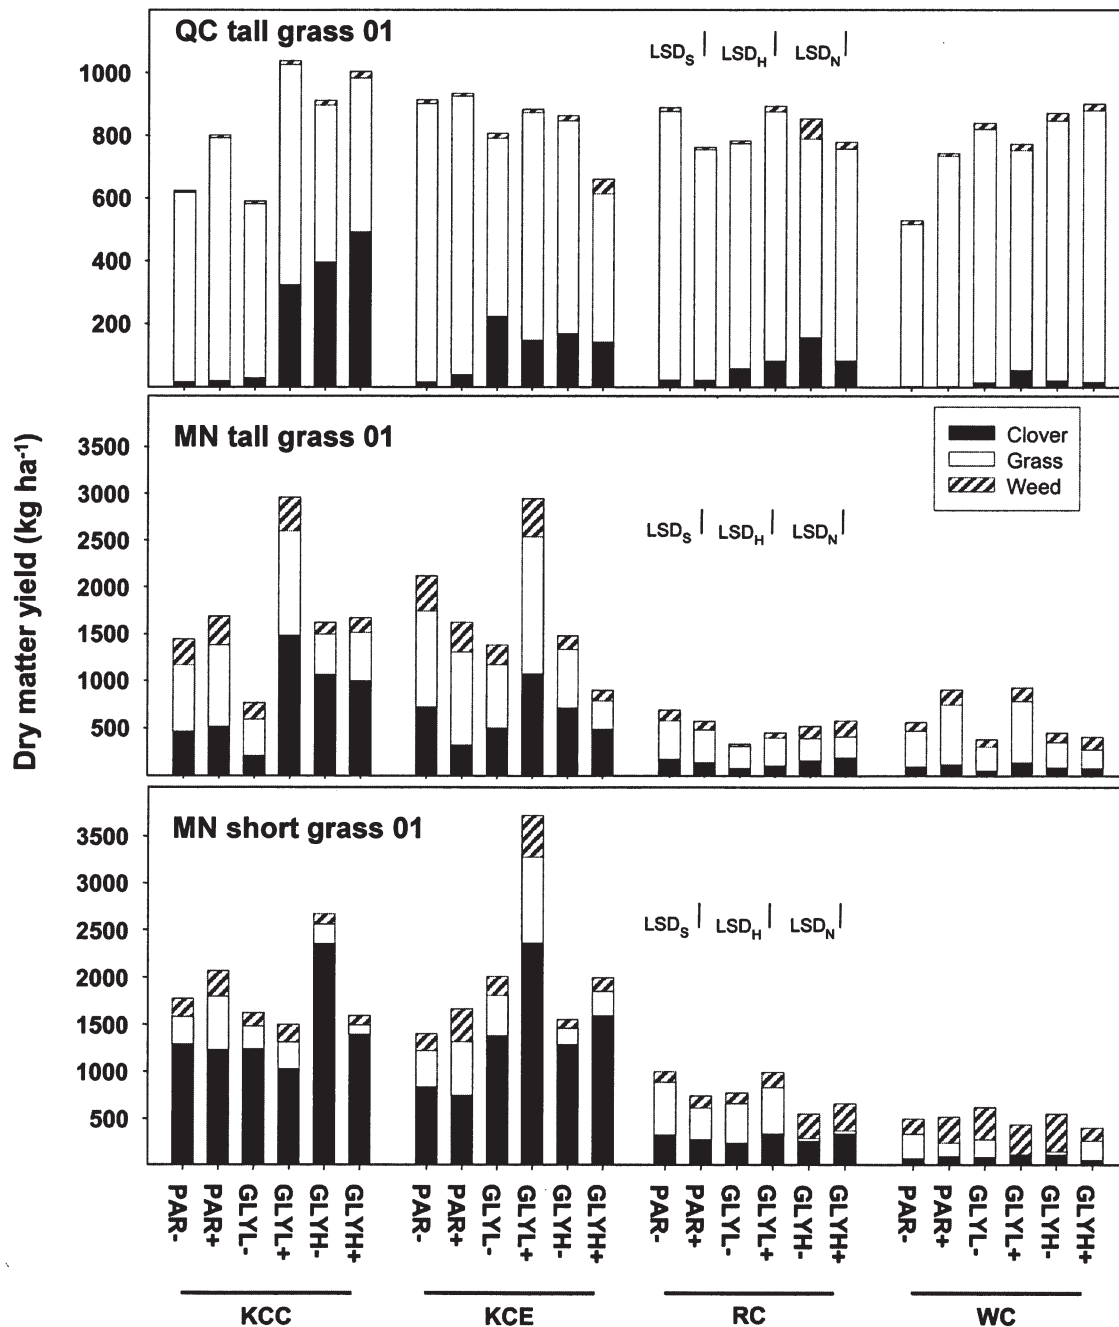 QC tall grass 01
LSDS LSDH LSDN
1000
800
600
400
200
MN tall grass 01
Clover
Grass
Weed
LSDS LSDH LSDN
3500
3000
2500
2000
1500
1000
500
Dry matter yield (kg ha-1)
MN short grass 01
LSDS LSDH LSDN
3500
3000
2500
2000
1500
1000
500
PAR- PAR+ GLYL- GLYL+ GLYH- GLYH+ PAR- PAR+ GLYL- GLYL+ GLYH- GLYH+ PAR- PAR+ GLYL- GLYL+ GLYH- GLYH+ PAR- PAR+ GLYL- GLYL+ GLYH- GLYH+
KCC KCE RC WC